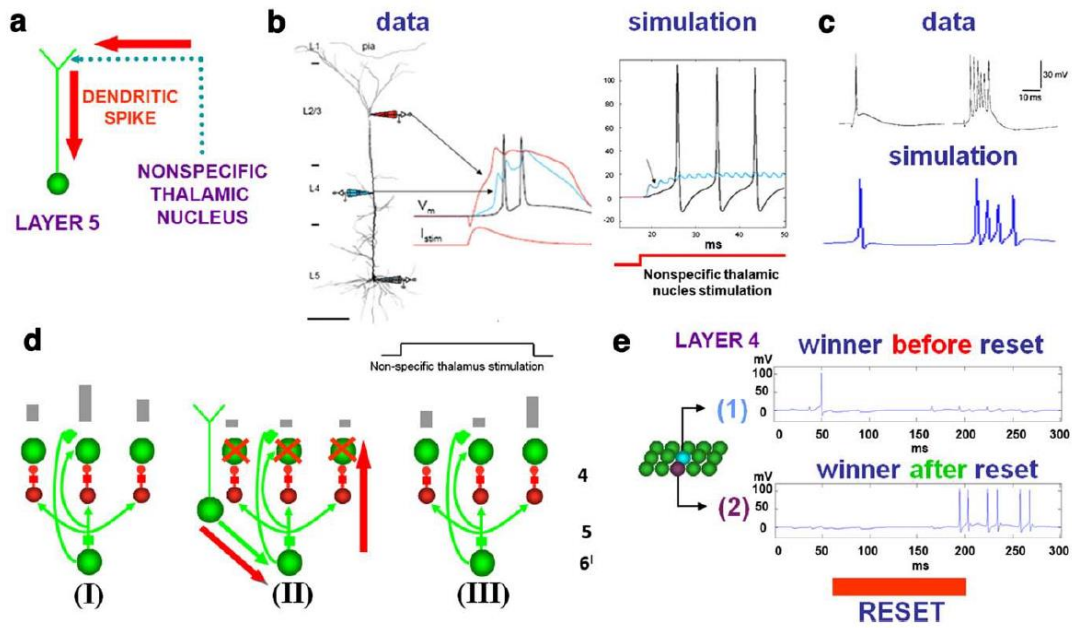 a
DENDRITIC
SPIKE
NONSPECIFIC
THALAMIC
NUCLEUS
LAYER 5
b
data
simulation
L1
pia
L2/3
L4
L5
Vm
Istim
100
80
60
40
20
0
-20
20
30
40
50
ms
Nonspecific thalamic
nucles stimulation
c
data
30 mV
10 ms
simulation
d
Non-specific thalamus stimulation
4
5
6I
(I)
(II)
(III)
e
LAYER 4
winner before reset
mV
100
50
0
0
50
100
150
200
250
300
ms
(1)
winner after reset
mV
100
50
0
0
50
100
150
200
250
300
ms
(2)
RESET